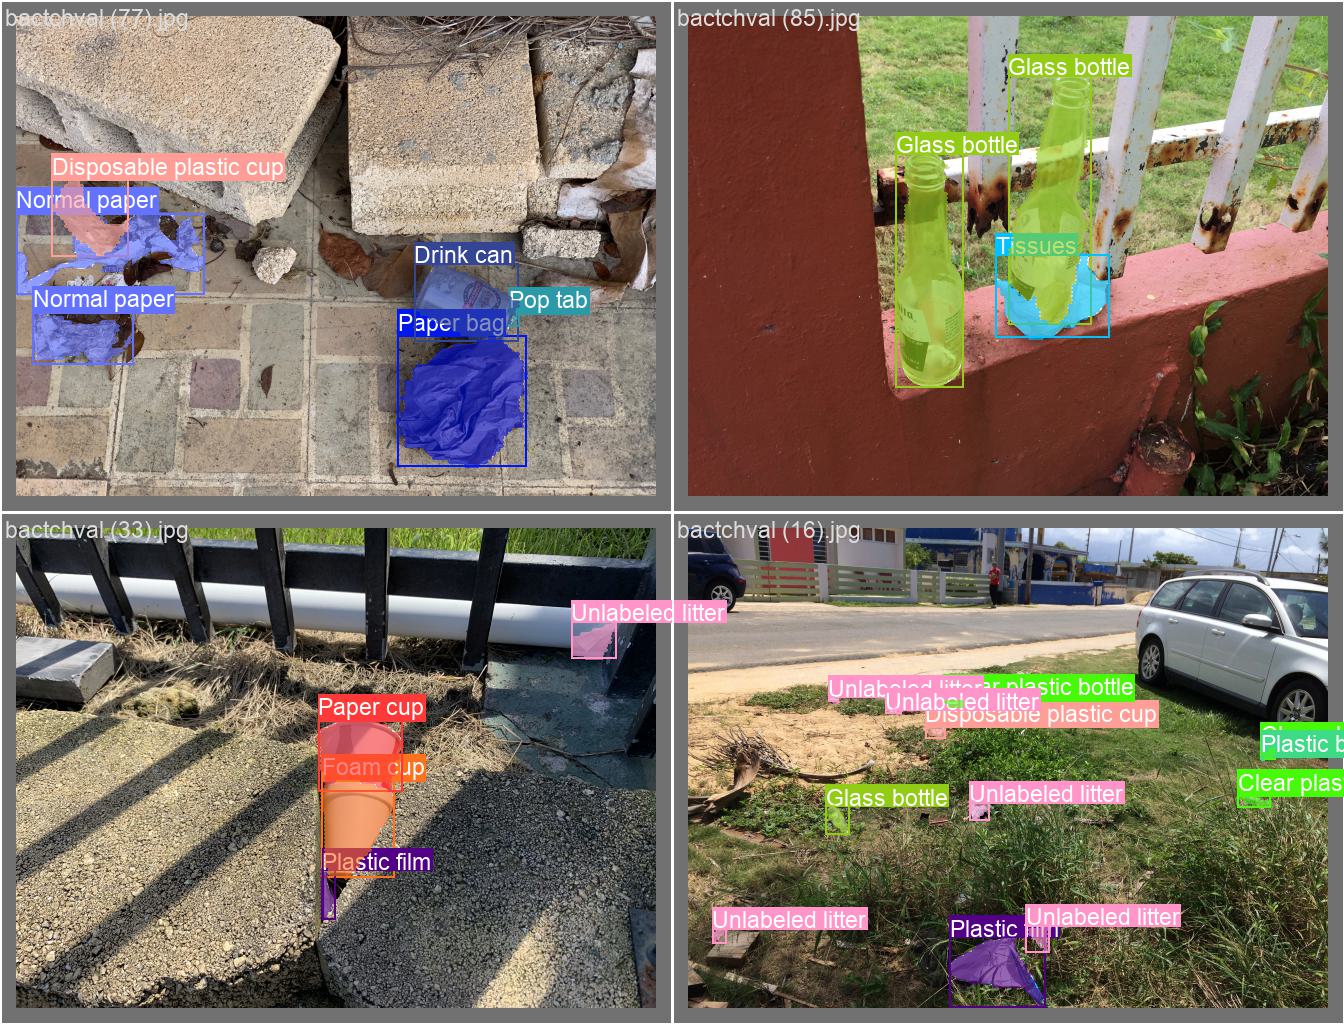 bactchval (77).jpg
Disposable plastic cup
Normal paper
Normal paper
Drink can
Pop tab
Paper bag
bactchval (85).jpg
Glass bottle
Glass bottle
Tissues
bactchval (33).jpg
Unlabeled litter
Paper cup
Foam cup
Plastic film
bactchval (16).jpg
Unlabeled litter
r plastic bottle
Unlabeled litter
Disposable plastic cup
Plastic b
Clear plas
Glass bottle
Unlabeled litter
Unlabeled litter
Unlabeled litter
Plastic film